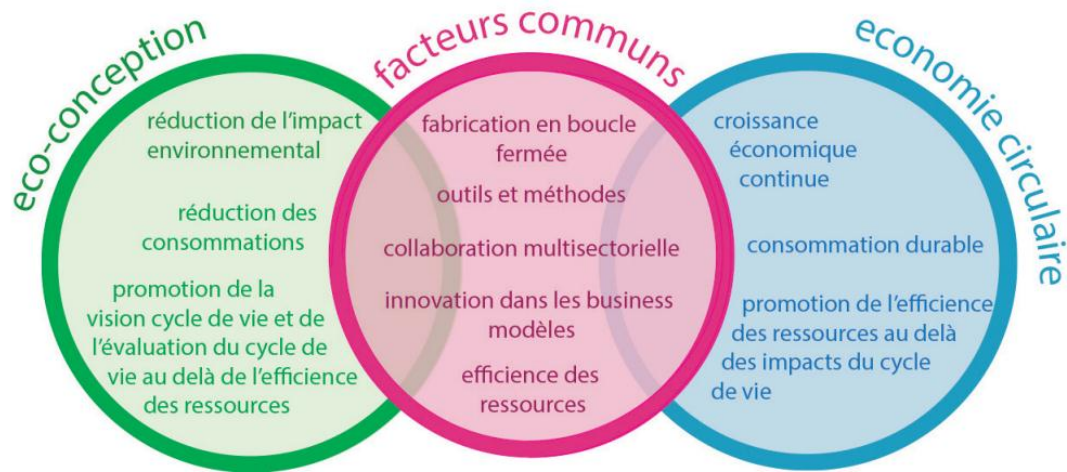 eco-conception
réduction de l'impact
environnemental
réduction des
consommations
promotion de la
vision cycle de vie et de
l'évaluation du cycle de
vie au delà de l'efficience
des ressources
facteurs communs
fabrication en boucle
fermée
outils et méthodes
collaboration multisectorielle
innovation dans les business
modèles
efficience des
ressources
economie circulaire
croissance
économique
continue
consommation durable
promotion de l'efficience
des ressources au delà
des impacts du cycle
de vie